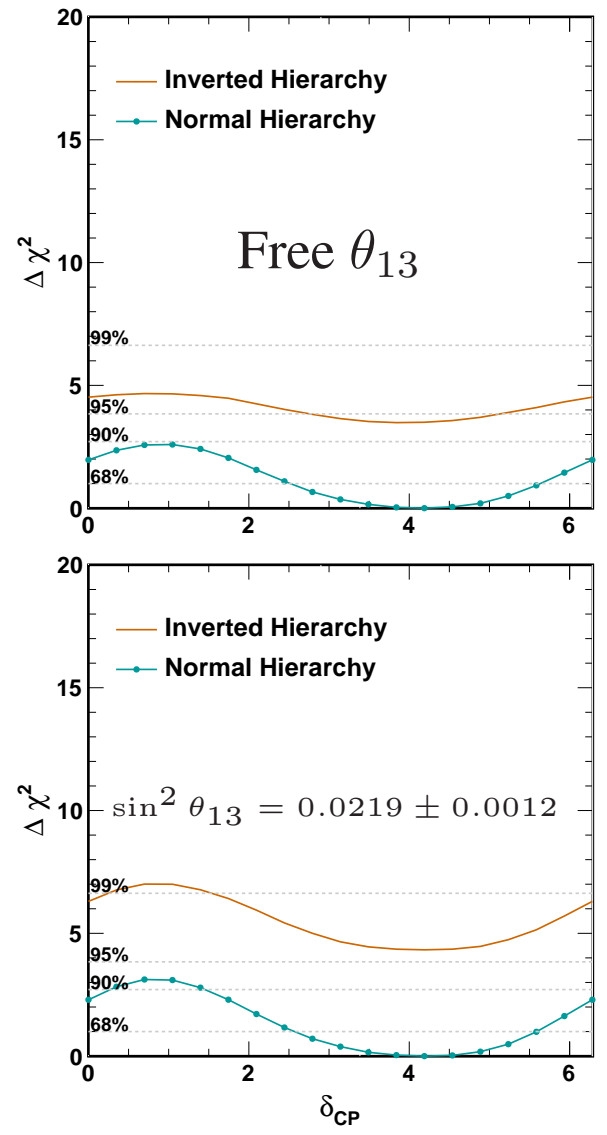 20
Inverted Hierarchy
Normal Hierarchy
15
Δ χ²
Free θ₁₃
10
99%
5
95%
90%
68%
0
0 2 4 6
20
Inverted Hierarchy
Normal Hierarchy
15
Δ χ²
sin² θ₁₃ = 0.0219 ± 0.0012
10
99%
5
95%
90%
68%
0
0 2 4 6
δCP